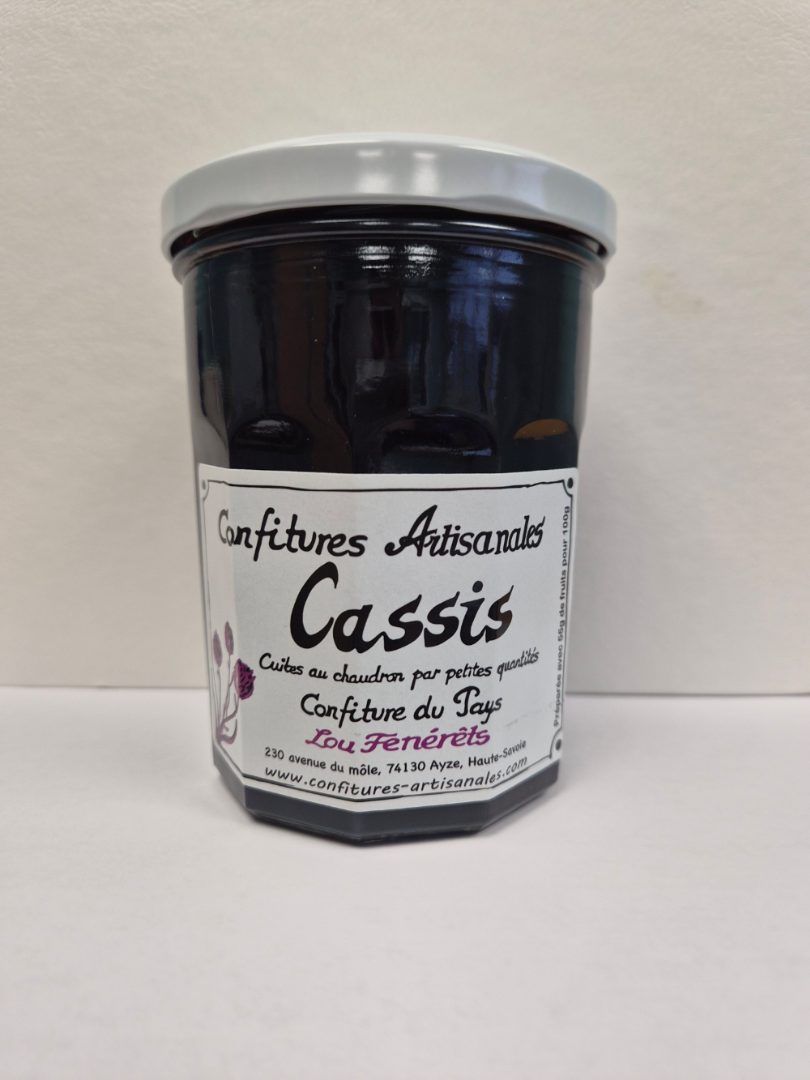 Confitures Artisanales
Cassis
Cuites au chaudron par petites quantités
Confiture du Pays
Lou Fenérêts
230 avenue du môle, 74130 Ayze, Haute-Savoie
www.confitures-artisanales.com
Préparée avec 55g de fruits pour 100g